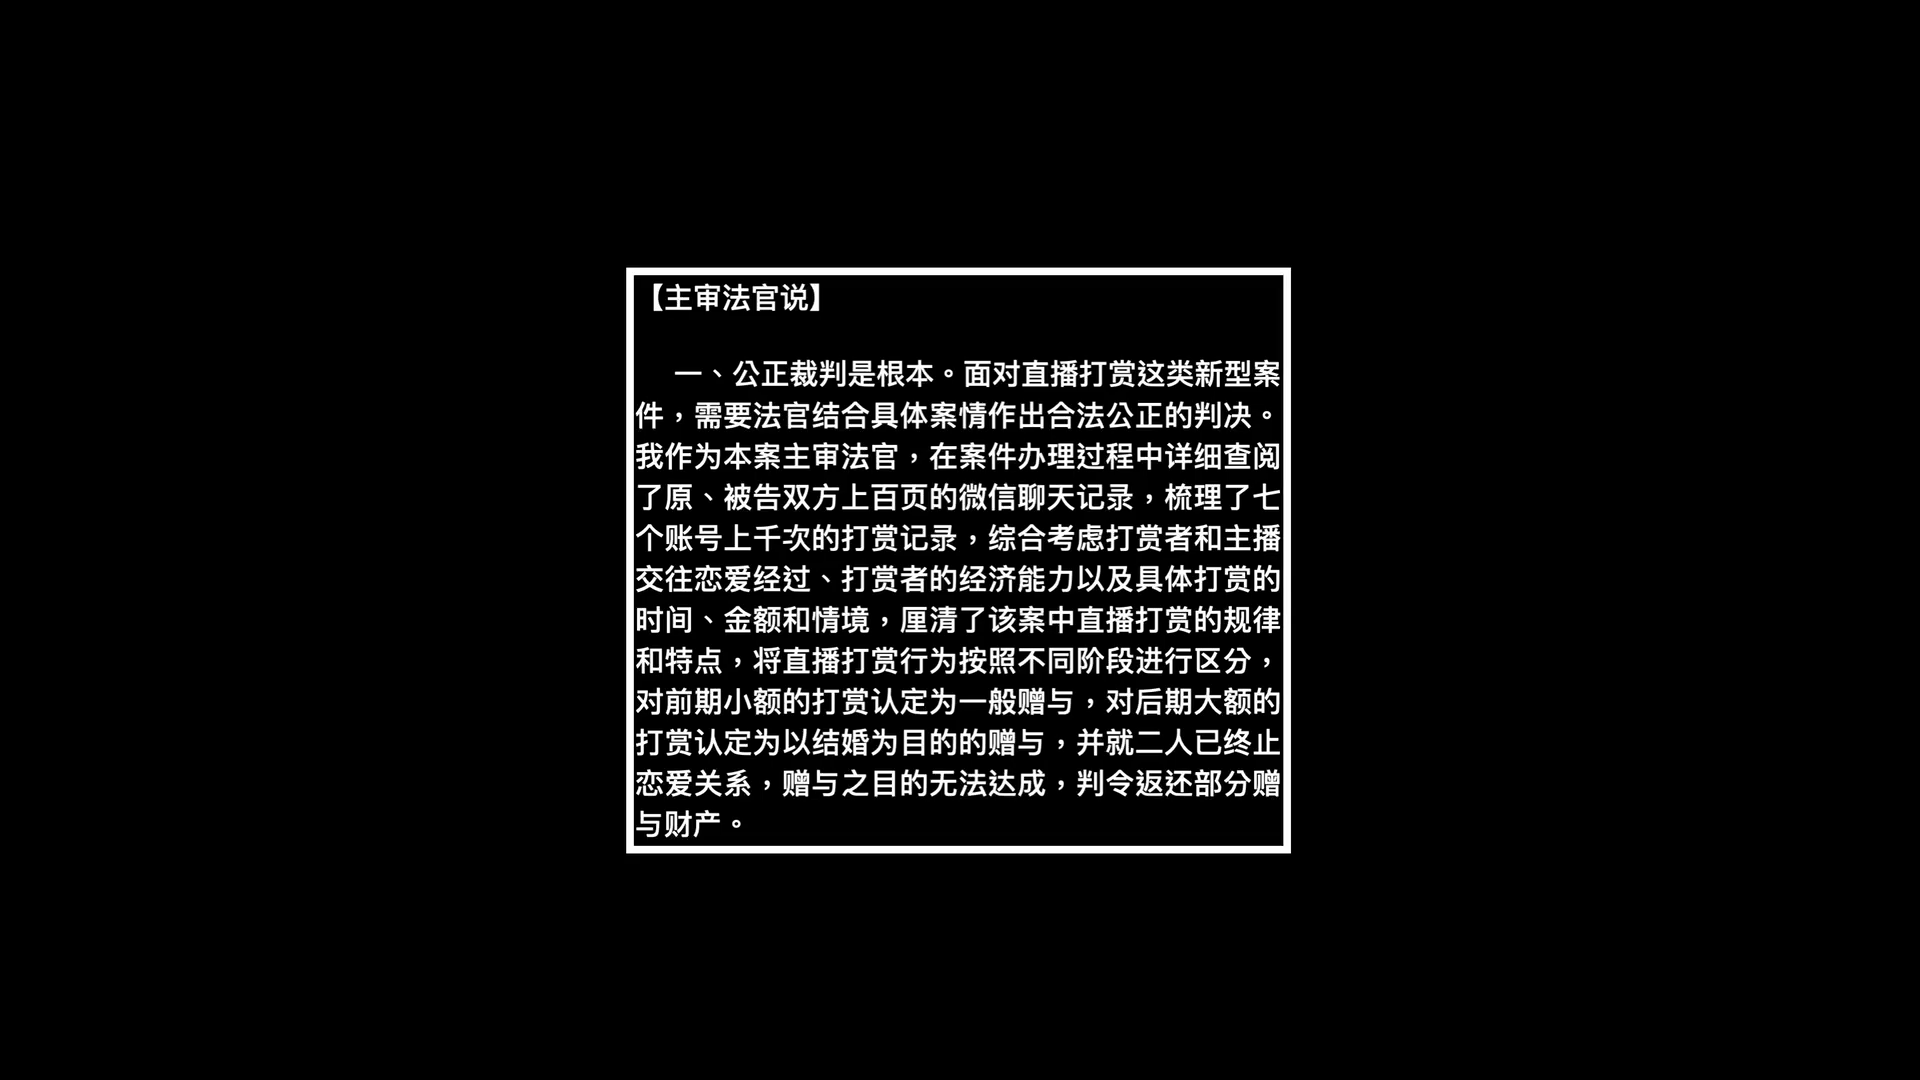 【主审法官说】
一、公正裁判是根本。面对直播打赏这类新型案
件，需要法官结合具体案情作出合法公正的判决。
我作为本案主审法官，在案件办理过程中详细查阅
了原、被告双方上百页的微信聊天记录，梳理了七
个账号上千次的打赏记录，综合考虑打赏者和主播
交往恋爱经过、打赏者的经济能力以及具体打赏的
时间、金额和情境，厘清了该案中直播打赏的规律
和特点，将直播打赏行为按照不同阶段进行区分，
对前期小额的打赏认定为一般赠与，对后期大额的
打赏认定为以结婚为目的的赠与，并就二人已终止
恋爱关系，赠与之目的无法达成，判令返还部分赠
与财产。